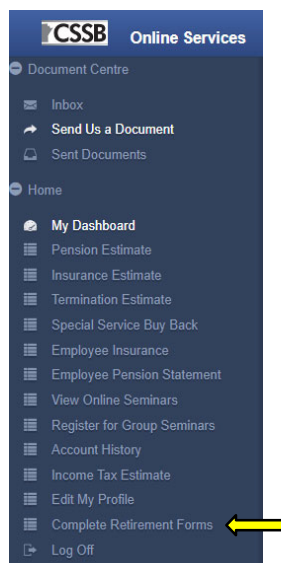 CSSB Online Services
Document Centre
Inbox
Send Us a Document
Sent Documents
Home
My Dashboard
Pension Estimate
Insurance Estimate
Termination Estimate
Special Service Buy Back
Employee Insurance
Employee Pension Statement
View Online Seminars
Register for Group Seminars
Account History
Income Tax Estimate
Edit My Profile
Complete Retirement Forms
Log Off